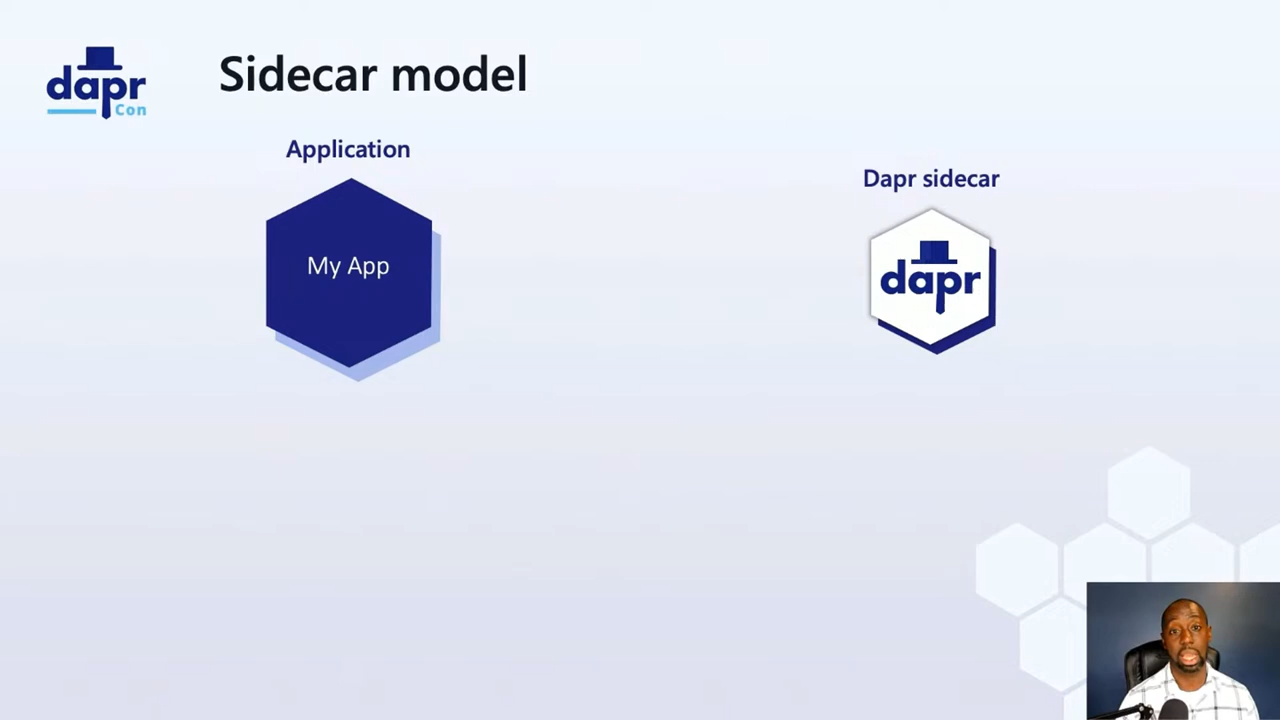 dapr
Con
Sidecar model
Application
My App
Dapr sidecar
dapr